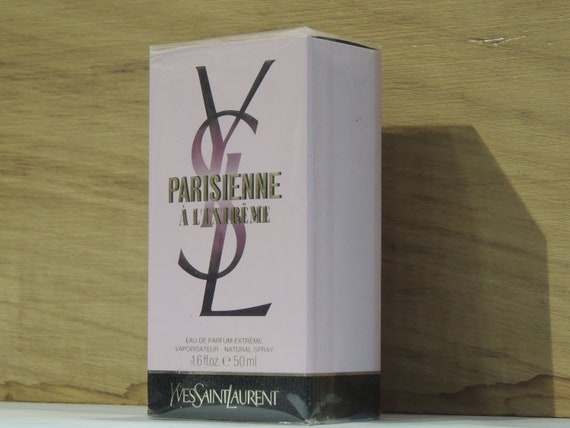 YSL
PARISIENNE
À L'EXTRÊME
EAU DE PARFUM EXTRÊME
VAPORISATEUR - NATURAL SPRAY
1.6 fl.oz. e 50 ml
YVESSAINTLAURENT